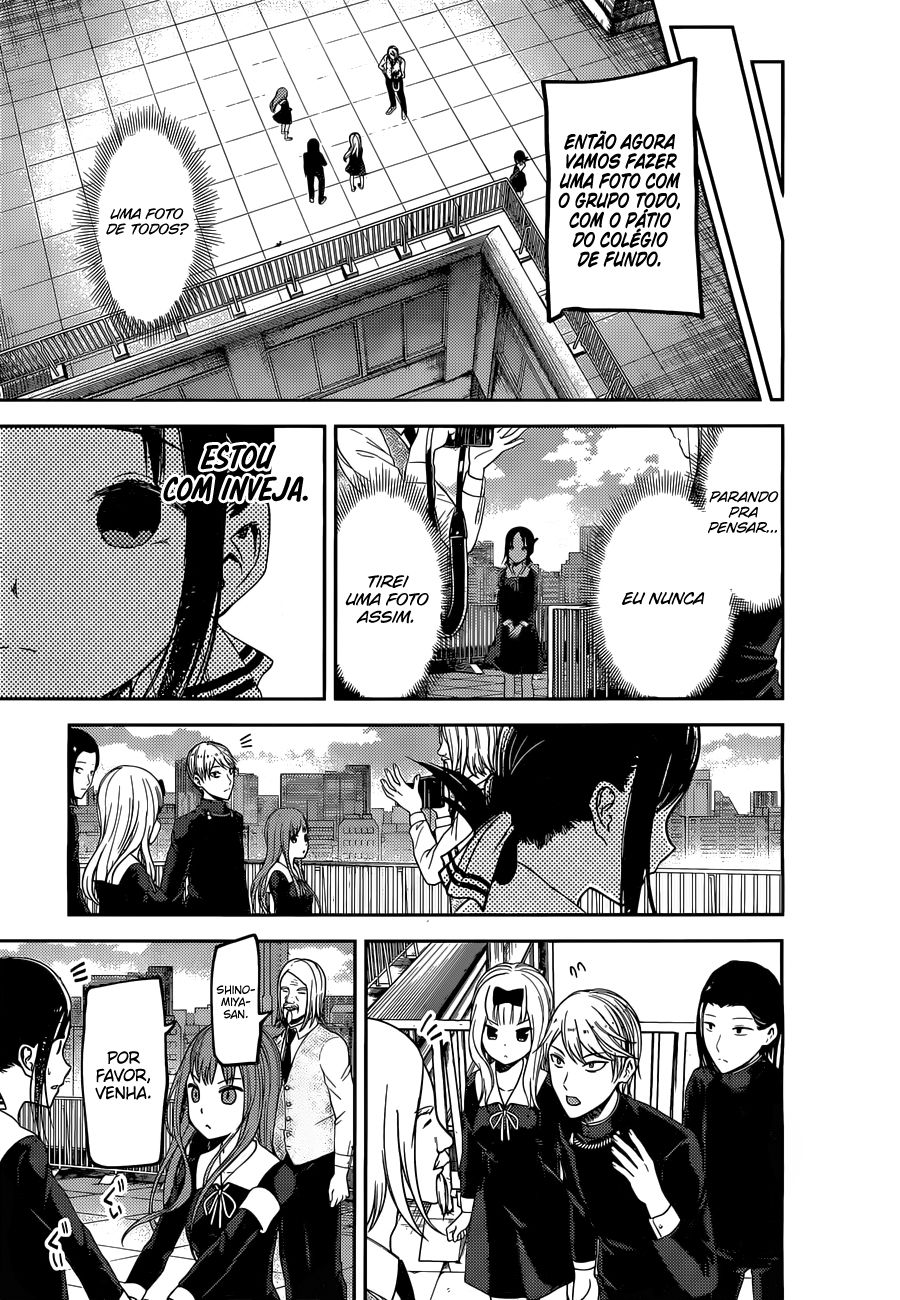 ENTÃO AGORA
VAMOS FAZER
UMA FOTO COM
O GRUPO TODO,
COM O PÁTIO
DO COLÉGIO
DE FUNDO.
UMA FOTO
DE TODOS?
PARANDO
PRA
PENSAR...
EU NUNCA
TIREI
UMA FOTO
ASSIM.
ESTOU
COM INVEJA.
SHINO-
MIYA-
SAN.
POR
FAVOR,
VENHA.